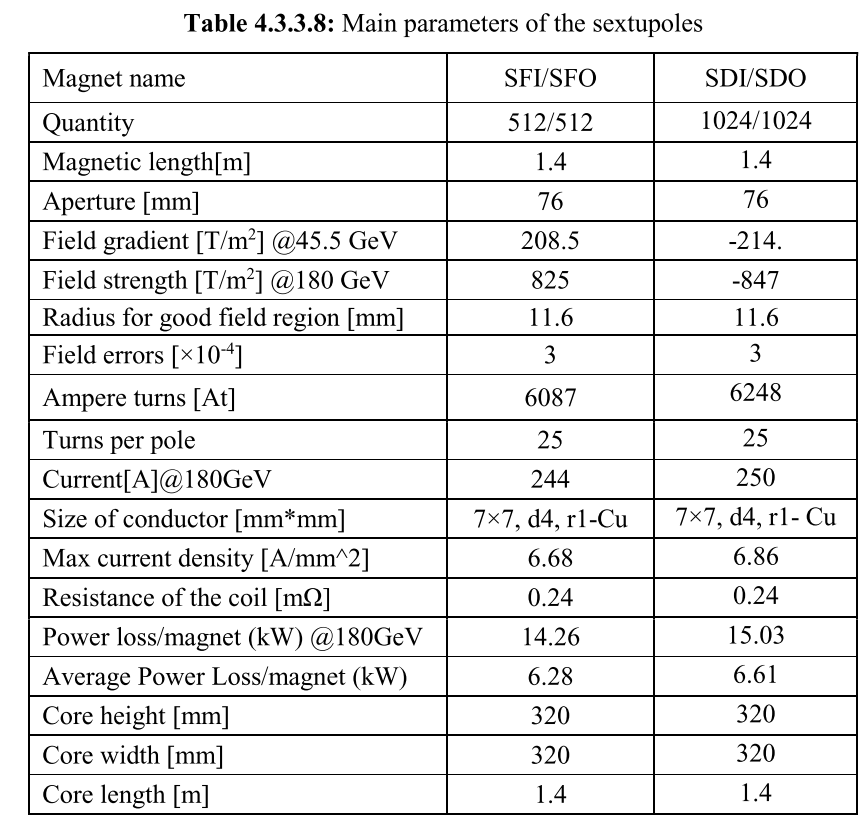 Table 4.3.3.8: Main parameters of the sextupoles
Magnet name SFI/SFO SDI/SDO
Quantity 512/512 1024/1024
Magnetic length[m] 1.4 1.4
Aperture [mm] 76 76
Field gradient [T/m²] @45.5 GeV 208.5 -214.
Field strength [T/m²] @180 GeV 825 -847
Radius for good field region [mm] 11.6 11.6
Field errors [×10⁻⁴] 3 3
Ampere turns [At] 6087 6248
Turns per pole 25 25
Current[A]@180GeV 244 250
Size of conductor [mm*mm] 7×7, d4, r1-Cu 7×7, d4, r1- Cu
Max current density [A/mm^2] 6.68 6.86
Resistance of the coil [mΩ] 0.24 0.24
Power loss/magnet (kW) @180GeV 14.26 15.03
Average Power Loss/magnet (kW) 6.28 6.61
Core height [mm] 320 320
Core width [mm] 320 320
Core length [m] 1.4 1.4